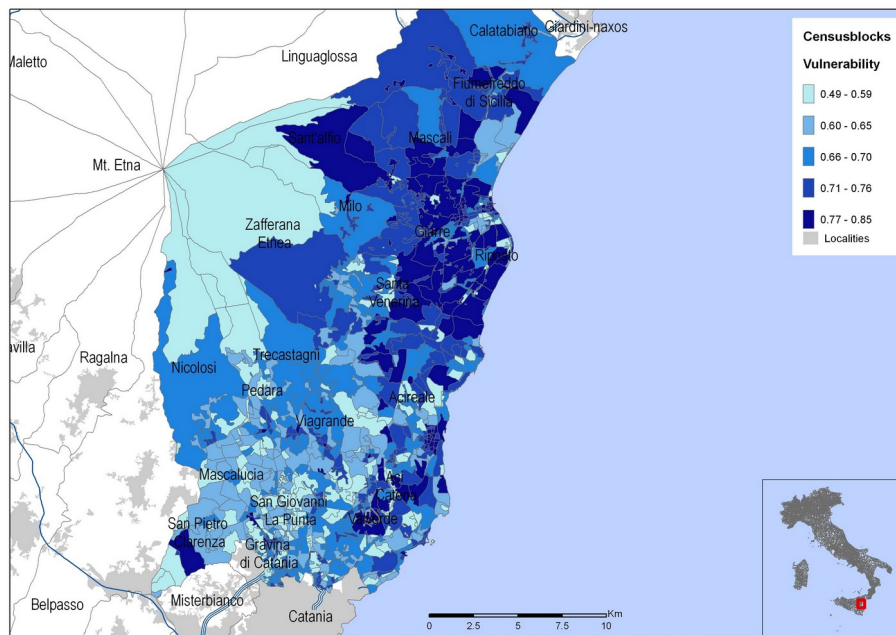 Calatabiano
Giardini-naxos
Linguaglossa
Maletto
Fiumefreddo
di Sicilia
Sant'alfio
Mascali
Mt. Etna
Milo
Zafferana
Etnea
Giarre
Riposto
Santa
Venerina
Ragalna
Trecastagni
Nicolosi
Pedara
Acireale
Viagrande
Mascalucia
Aci
Catena
San Giovanni
La Punta
Valverde
San Pietro
Clarenza
Gravina
di Catania
Belpasso
Misterbianco
Catania
Km
0
2.5
5
10
Censusblocks
Vulnerability
0.49 - 0.59
0.60 - 0.65
0.66 - 0.70
0.71 - 0.76
0.77 - 0.85
Localities